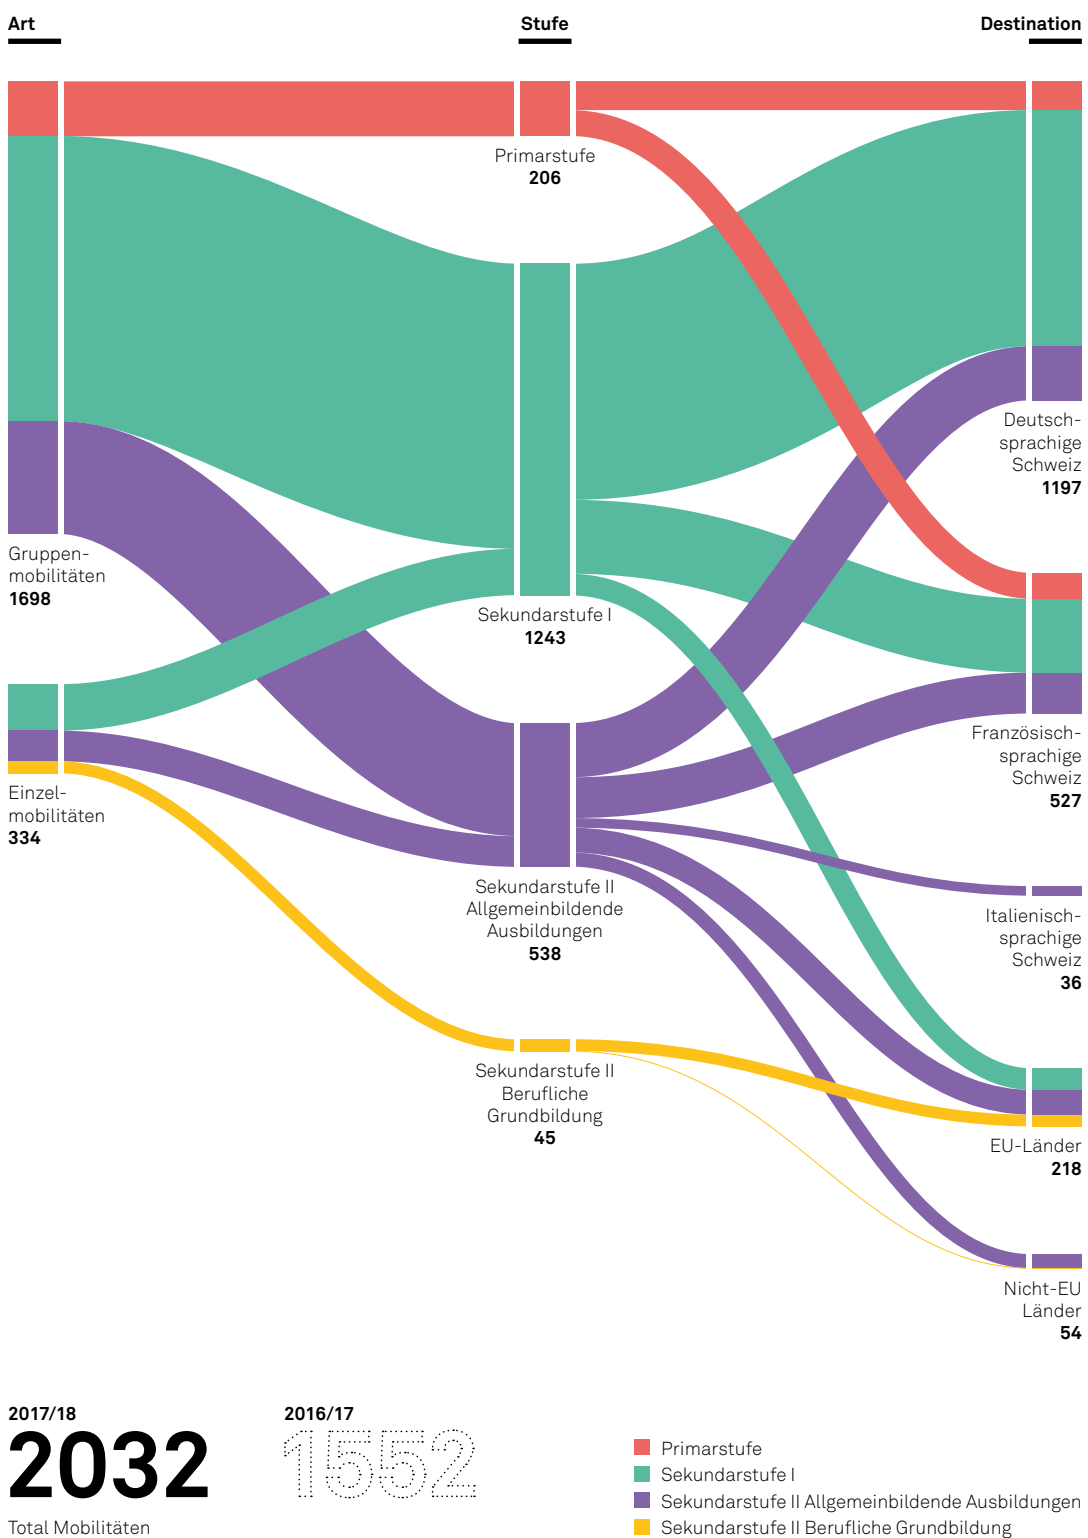 Art
Stufe
Destination
Primarstufe
206
Deutsch-
sprachige
Schweiz
1197
Gruppen-
mobilitäten
1698
Sekundarstufe I
1243
Französisch-
sprachige
Schweiz
527
Einzel-
mobilitäten
334
Sekundarstufe II
Allgemeinbildende
Ausbildungen
538
Italienisch-
sprachige
Schweiz
36
Sekundarstufe II
Berufliche
Grundbildung
45
EU-Länder
218
Nicht-EU
Länder
54
2017/18
2032
Total Mobilitäten
2016/17
1552
Primarstufe
Sekundarstufe I
Sekundarstufe II Allgemeinbildende Ausbildungen
Sekundarstufe II Berufliche Grundbildung